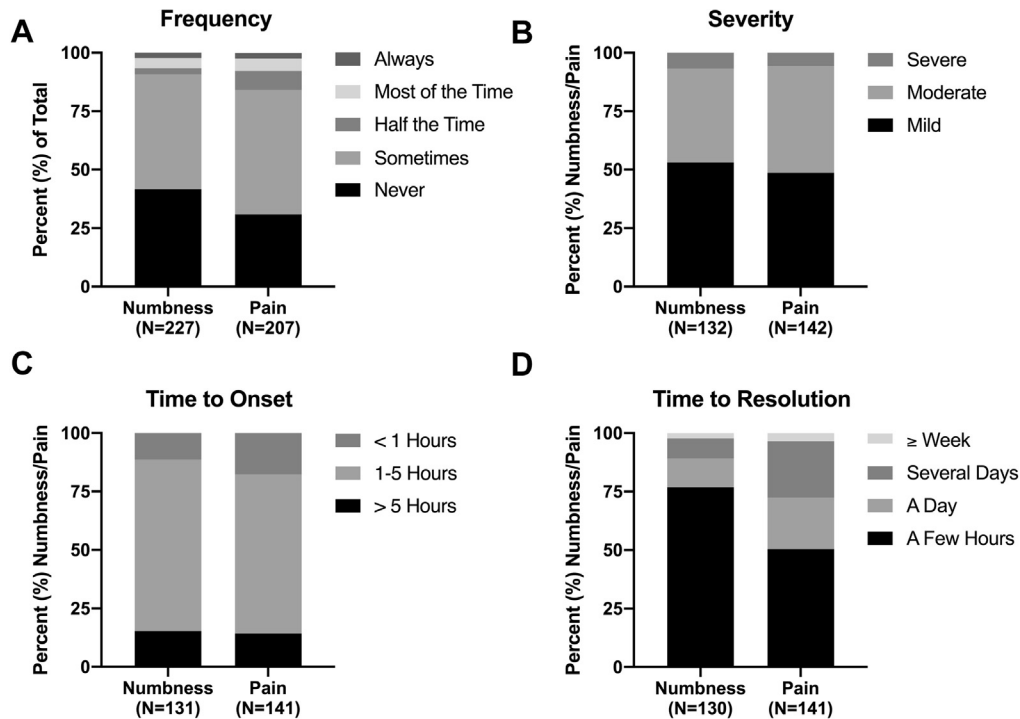 A
Frequency
Percent (%) of Total
100
75
50
25
0
Numbness
(N=227)
Pain
(N=207)
Always
Most of the Time
Half the Time
Sometimes
Never
B
Severity
Percent (%) Numbness/Pain
100
75
50
25
0
Numbness
(N=132)
Pain
(N=142)
Severe
Moderate
Mild
C
Time to Onset
Percent (%) Numbness/Pain
100
75
50
25
0
Numbness
(N=131)
Pain
(N=141)
< 1 Hours
1-5 Hours
> 5 Hours
D
Time to Resolution
Percent (%) Numbness/Pain
100
75
50
25
0
Numbness
(N=130)
Pain
(N=141)
≥ Week
Several Days
A Day
A Few Hours